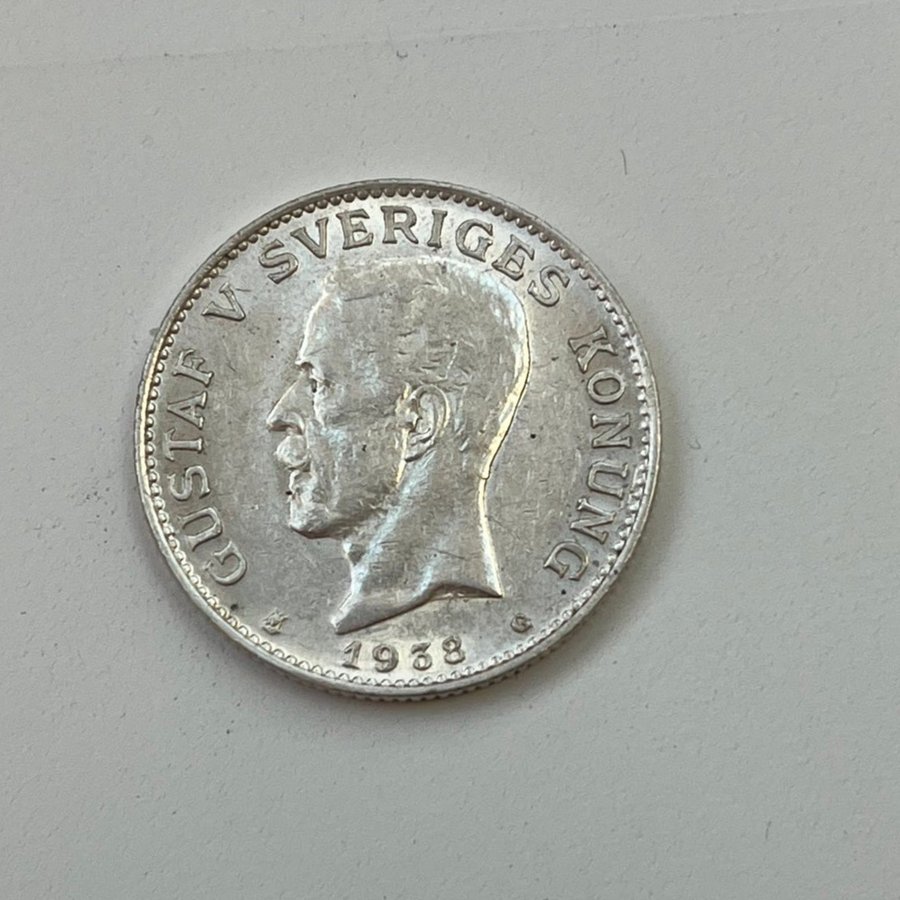 GUSTAF V SVERIGES KONUNG
1938
G